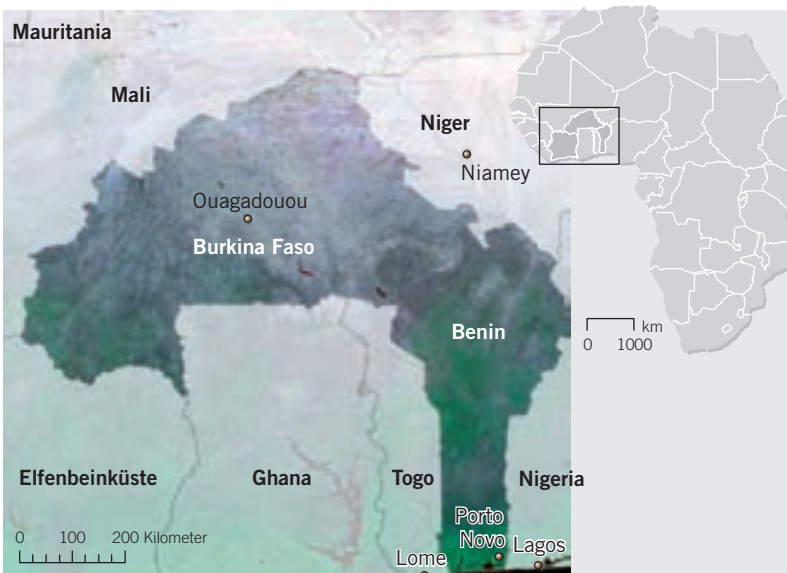 Mauritania
Mali
Niger
Niamey
Ouagadouou
Burkina Faso
Benin
km
0 1000
Elfenbeinküste
Ghana
Togo
Nigeria
0 100 200 Kilometer
Porto
Novo
Lagos
Lome